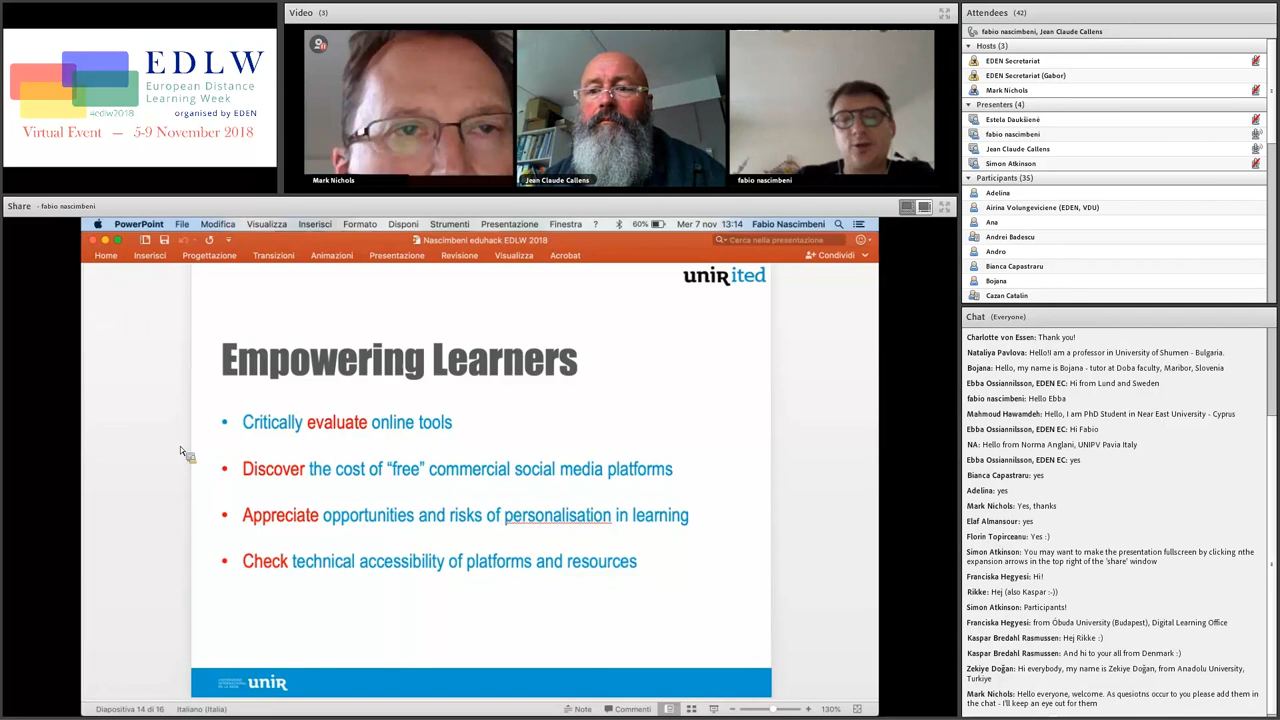 EDLW
European Distance
Learning Week
#edlw2018
organised by EDEN
Virtual Event — 5-9 November 2018
Video (3)
Mark Nichols
Jean Claude Callens
fabio nascimbeni
Attendees (42)
fabio nascimbeni, Jean Claude Callens
Hosts (3)
EDEN Secretariat
EDEN Secretariat (Gabor)
Mark Nichols
Presenters (4)
Estela Daukšienė
fabio nascimbeni
Jean Claude Callens
Simon Atkinson
Participants (35)
Adelina
Airina Volungeviciene (EDEN, VDU)
Ana
Andrei Badescu
Andro
Bianca Capastraru
Bojana
Cazan Catalin
Share - fabio nascimbeni
PowerPoint File Modifica Visualizza Inserisci Formato Disponi Strumenti Presentazione Finestra ? 60% Mer 7 nov 13:14 Fabio Nascimbeni
Nascimbeni eduhack EDLW 2018
Cerca nella presentazione
Home Inserisci Progettazione Transizioni Animazioni Presentazione Revisione Visualizza Acrobat Condividi
uniRited
Empowering Learners
• Critically evaluate online tools
• Discover the cost of “free” commercial social media platforms
• Appreciate opportunities and risks of personalisation in learning
• Check technical accessibility of platforms and resources
unir
Diapositiva 14 di 16 Italiano (Italia) Note Commenti 130%
Chat (Everyone)
Charlotte von Essen: Thank you!
Nataliya Pavlova: Hello!I am a professor in University of Shumen - Bulgaria.
Bojana: Hello, my name is Bojana - tutor at Doba faculty, Maribor, Slovenia
Ebba Ossiannilsson, EDEN EC: Hi from Lund and Sweden
fabio nascimbeni: Hello Ebba
Mahmoud Hawamdeh: Hello, I am PhD Student in Near East University - Cyprus
Ebba Ossiannilsson, EDEN EC: Hi Fabio
NA: Hello from Norma Anglani, UNIPV Pavia Italy
Ebba Ossiannilsson, EDEN EC: yes
Bianca Capastraru: yes
Adelina: yes
Mark Nichols: Yes, thanks
Elaf Almansour: yes
Florin Topirceanu: Yes :)
Simon Atkinson: You may want to make the presentation fullscreen by clicking nthe
expansion arrows in the top right of the 'share' window
Franciska Hegyesi: Hi!
Rikke: Hej (also Kaspar :-))
Simon Atkinson: Participants!
Franciska Hegyesi: from Óbuda University (Budapest), Digital Learning Office
Kaspar Bredahl Rasmussen: Hej Rikke :)
Kaspar Bredahl Rasmussen: And hi to your all from Denmark :)
Zekiye Doğan: Hi everybody, my name is Zekiye Doğan, from Anadolu University,
Turkiye
Mark Nichols: Hello everyone, welcome. As quesiotns occur to you please add them in
the chat - I'll keep an eye out for them